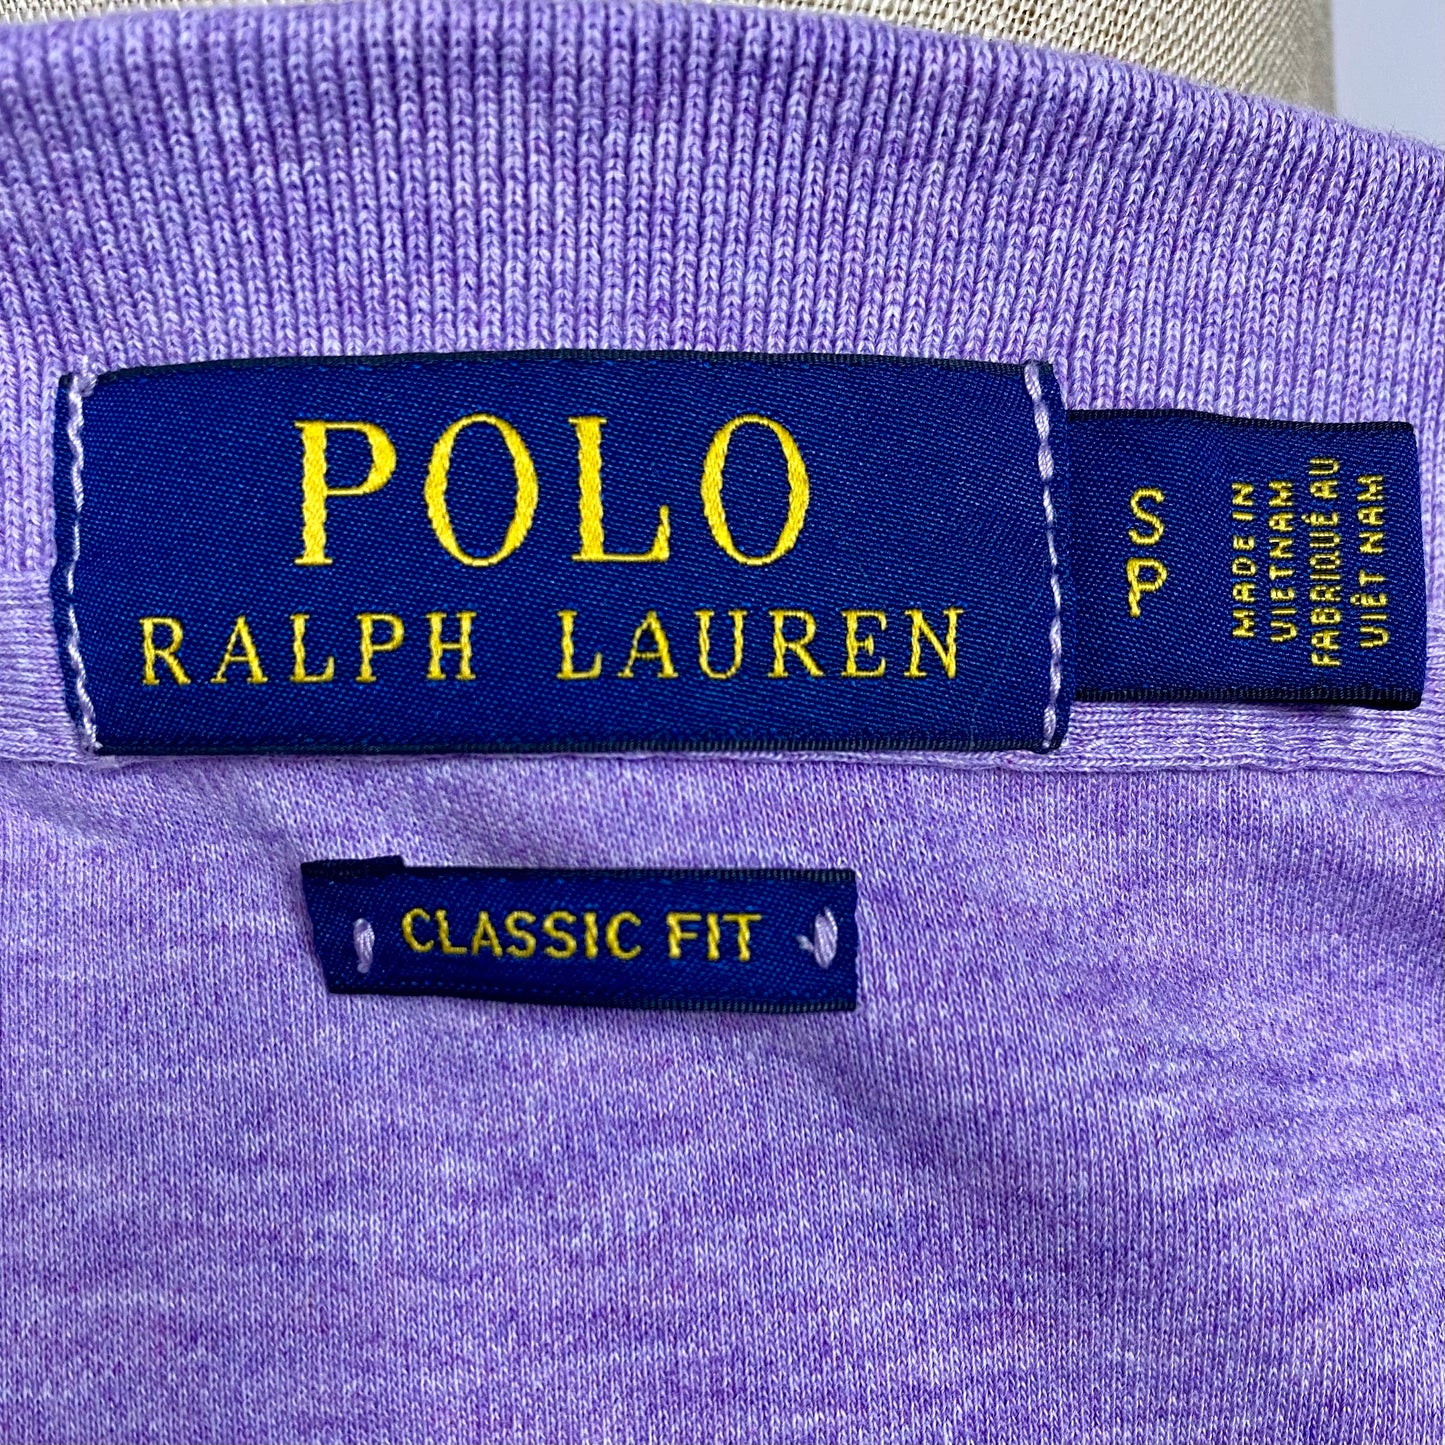 POLO
RALPH LAUREN
S
P
MADE IN
VIETNAM
FABRIQUÉ AU
VIÊT NAM
CLASSIC FIT